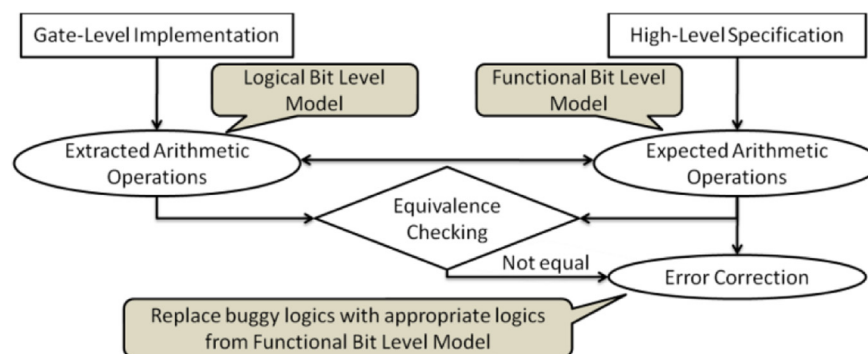 Gate-Level Implementation
High-Level Specification
Logical Bit Level
Model
Functional Bit Level
Model
Extracted Arithmetic
Operations
Expected Arithmetic
Operations
Equivalence
Checking
Not equal
Error Correction
Replace buggy logics with appropriate logics
from Functional Bit Level Model